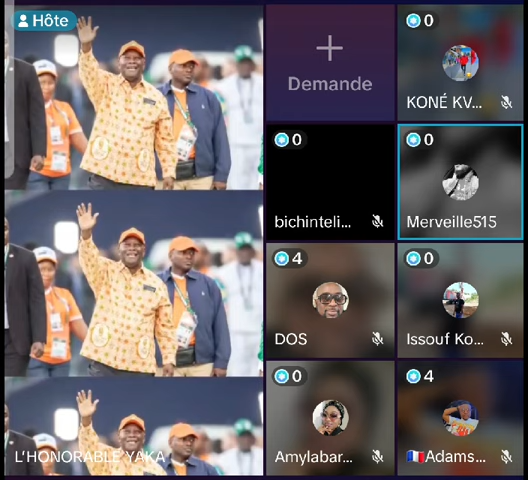 Hôte
L'HONORABLE YAKA
Demande
0
KONÉ KV...
0
bichinteli...
0
Merveille515
4
DOS
0
Issouf Ko...
0
Amylabar...
4
🇫🇷Adams...